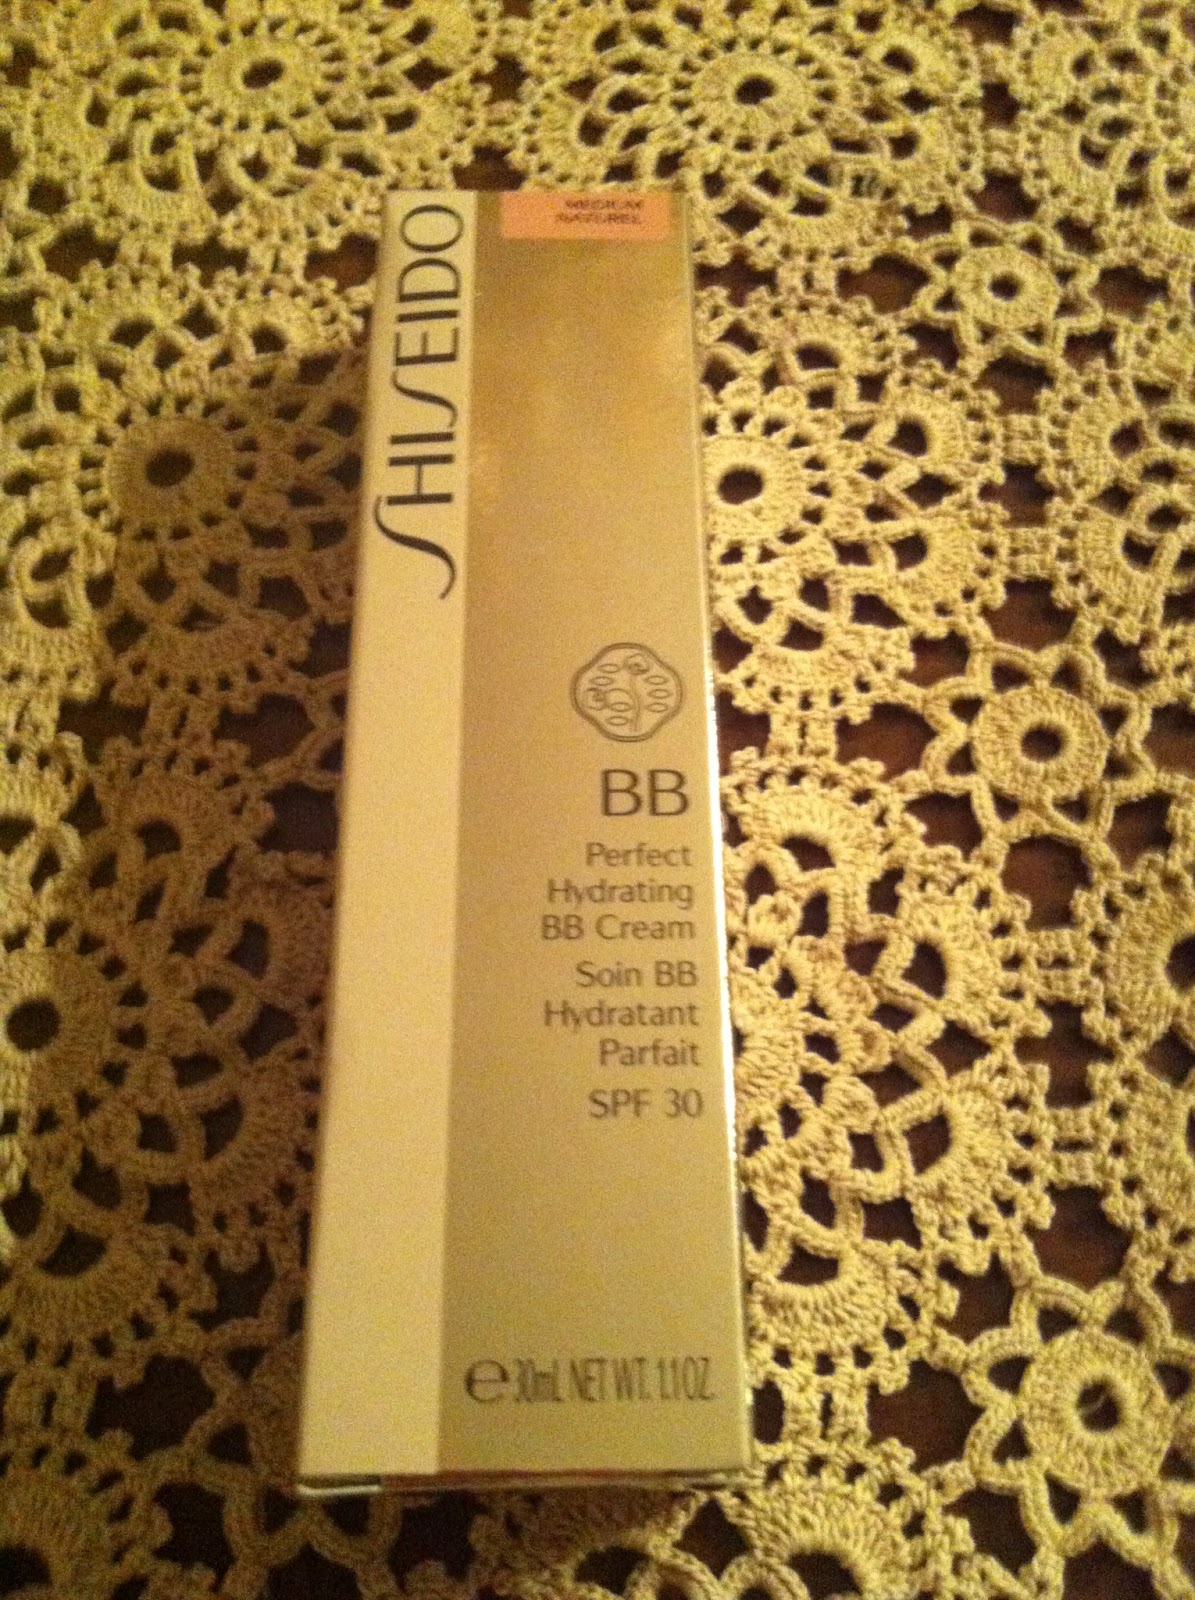 MEDIUM
NATUREL
SHISEIDO
BB
Perfect
Hydrating
BB Cream
Soin BB
Hydratant
Parfait
SPF 30
℮ 30mL NET WT. 1.1 OZ.